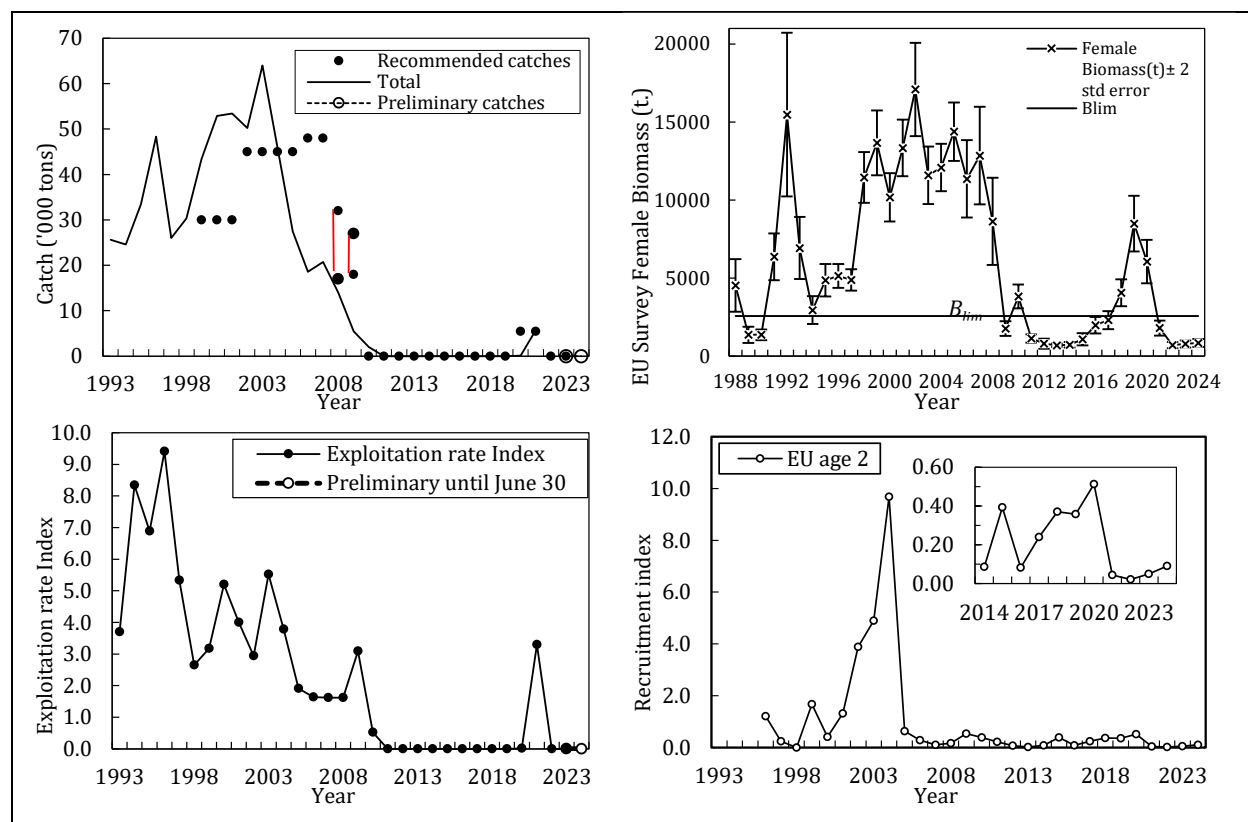 70
60
50
40
30
20
10
0
Catch ('000 tons)
Recommended catches
Total
Preliminary catches
1993 1998 2003 2008 2013 2018 2023
Year
20000
15000
10000
5000
0
EU Survey Female Biomass (t.)
Female
Biomass(t)± 2
std error
Blim
Blim
1988 1992 1996 2000 2004 2008 2012 2016 2020 2024
Year
10.0
9.0
8.0
7.0
6.0
5.0
4.0
3.0
2.0
1.0
0.0
Exploitation rate Index
Exploitation rate Index
Preliminary until June 30
1993 1998 2003 2008 2013 2018 2023
Year
12.0
10.0
8.0
6.0
4.0
2.0
0.0
Recruitment index
EU age 2
0.60
0.40
0.20
0.00
2014 2017 2020 2023
1993 1998 2003 2008 2013 2018 2023
Year